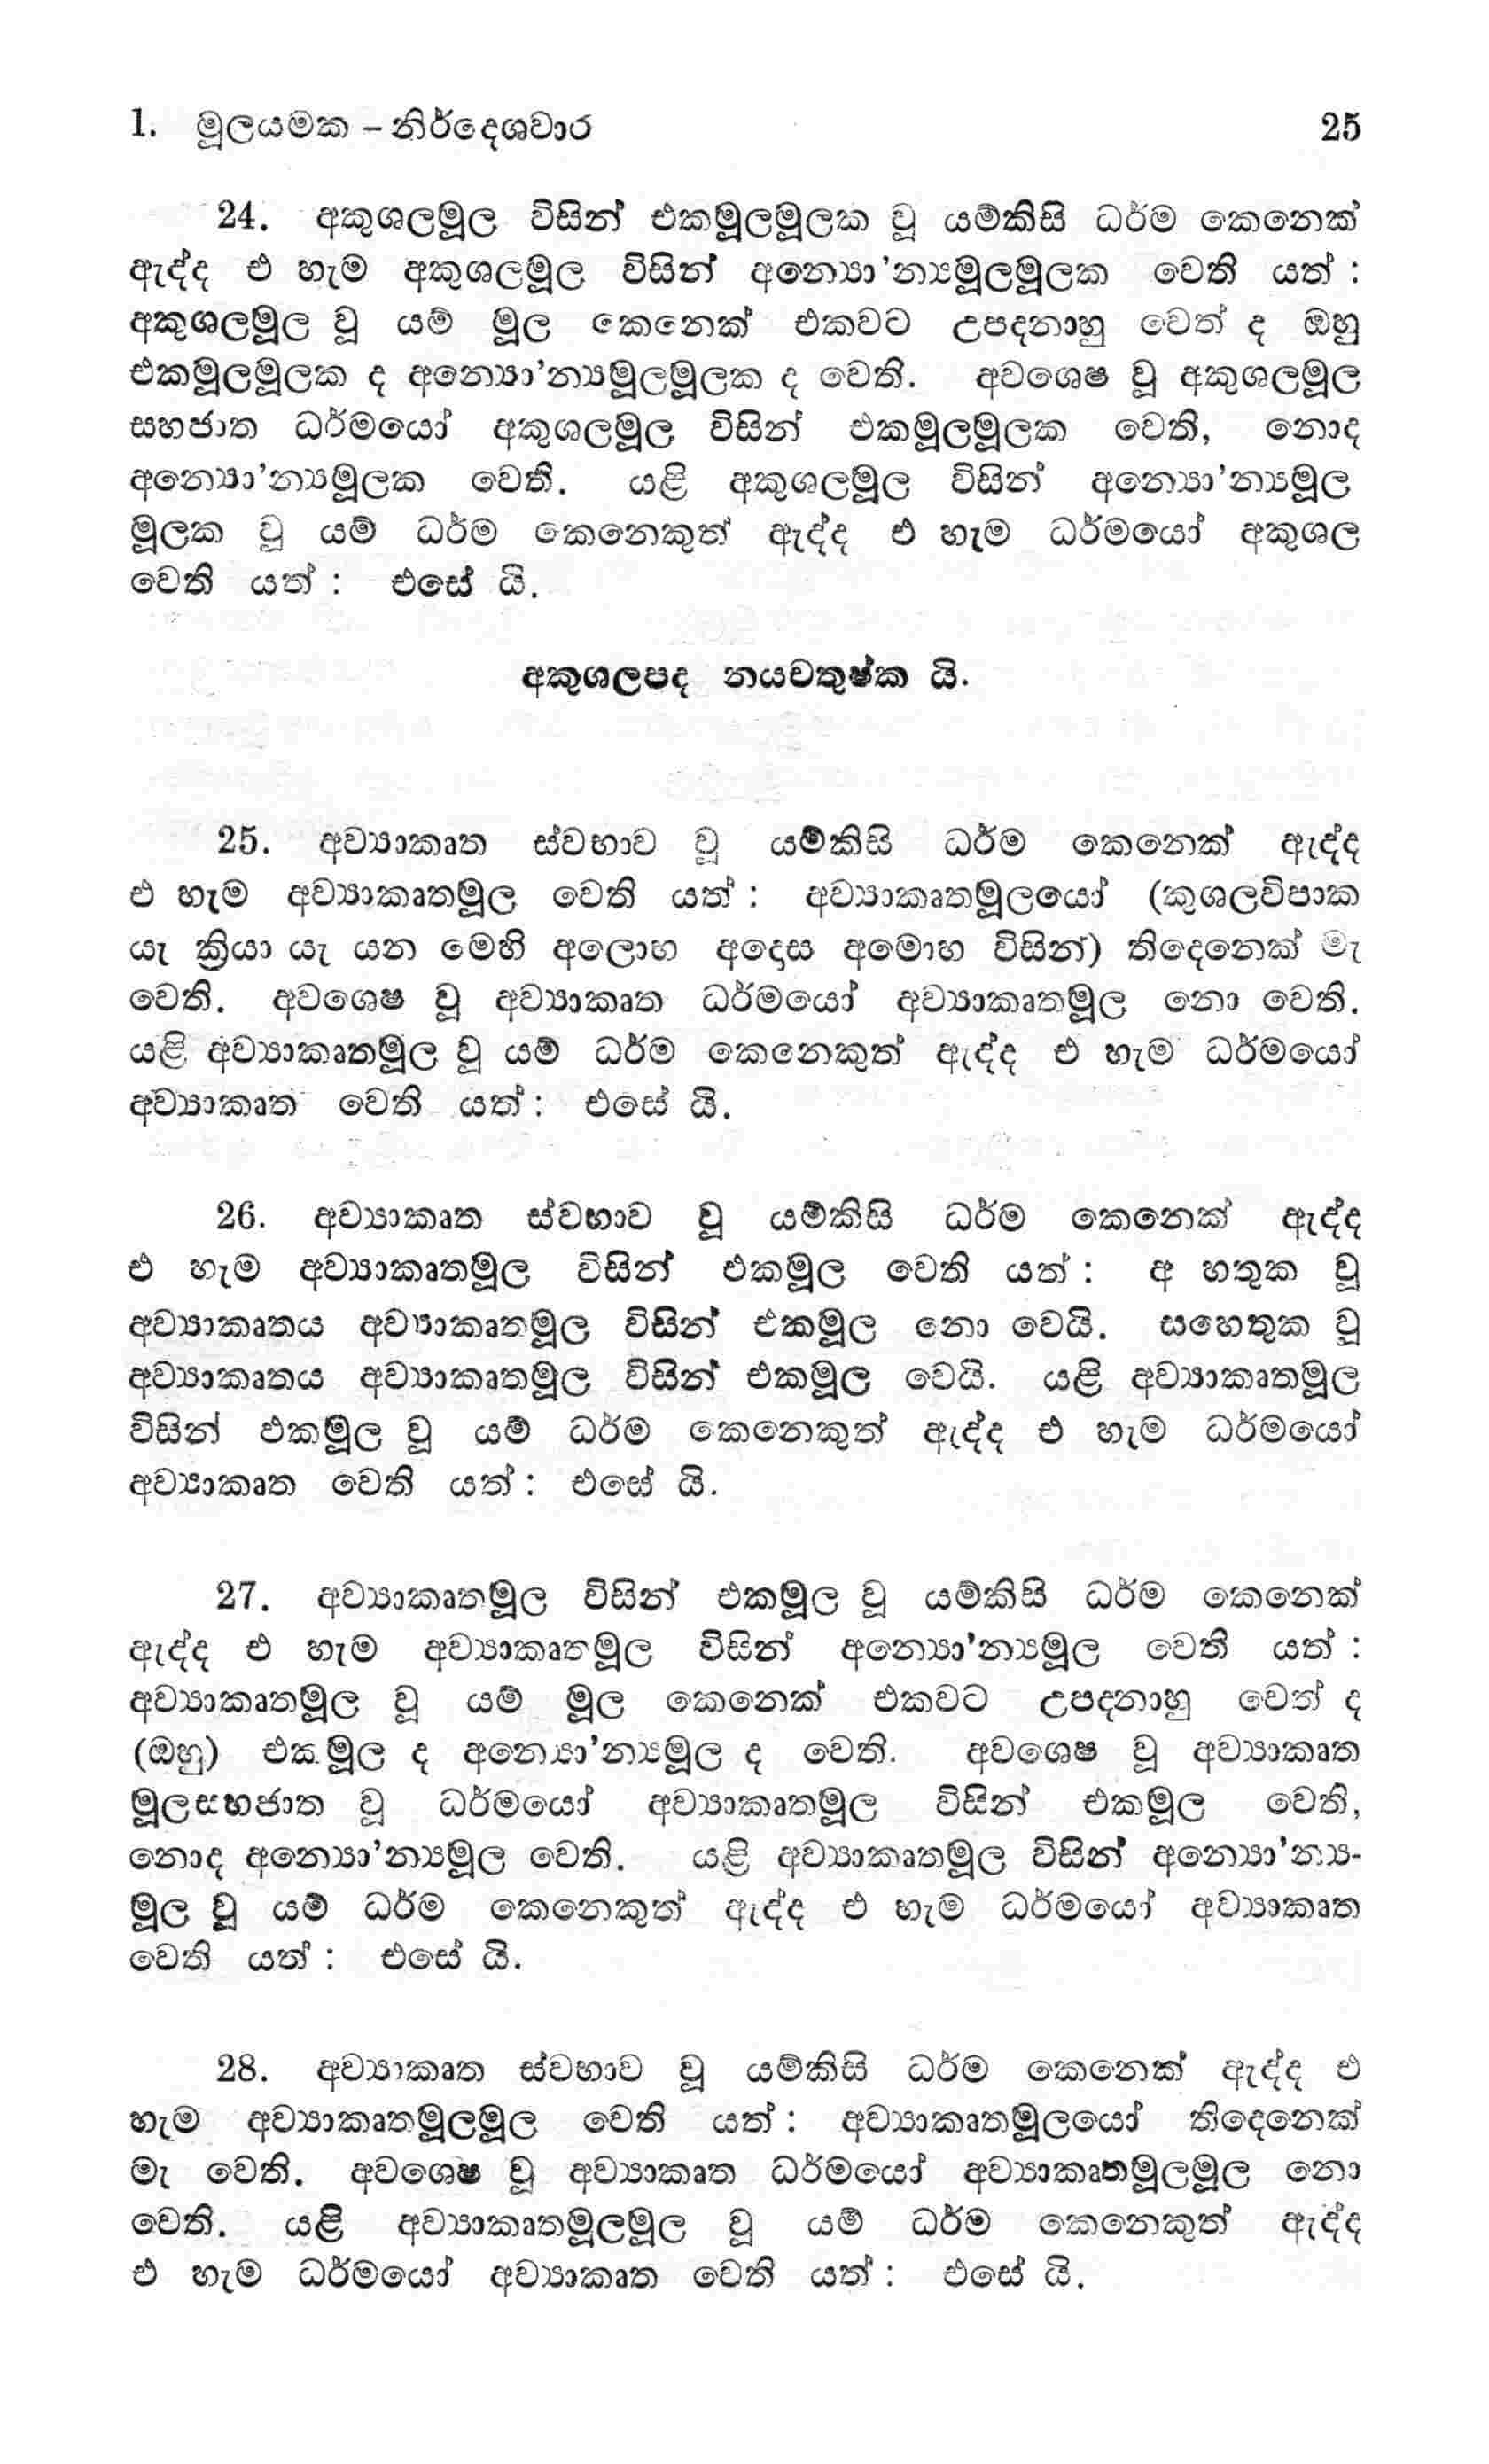 1. මූලයමක – නිර්දෙශවාර 25
24. අකුශලමූල විසින් එකමූලමූලක වූ යම්කිසි ධර්ම කෙනෙක්
ඇද්ද එ හැම අකුශලමූල විසින් අන්‍යො’න්‍යමූලමූලක වෙති යත් :
අකුශලමූල වූ යම් මූල කෙනෙක් එකවට උපදනාහු වෙත් ද ඔහු
එකමූලමූලක ද අන්‍යො’න්‍යමූලමූලක ද වෙති. අවශෙෂ වූ අකුශලමූල
සහජාත ධර්මයෝ අකුශලමූල විසින් එකමූලමූලක වෙති, නොද
අන්‍යො’න්‍යමූලක වෙති. යළි අකුශලමූල විසින් අන්‍යො’න්‍යමූල
මූලක වූ යම් ධර්ම කෙනෙකුත් ඇද්ද එ හැම ධර්මයෝ අකුශල
වෙති යත් : එසේ යි.
අකුශලපද නයචතුෂ්ක යි.
25. අව්‍යාකෘත ස්වභාව වූ යම්කිසි ධර්ම කෙනෙක් ඇද්ද
එ හැම අව්‍යාකෘතමූල වෙති යත් : අව්‍යාකෘතමූලයෝ (කුශලවිපාක
යැ ක්‍රියා යැ යන මෙහි අලොභ අදොස අමොහ විසින්) තිදෙනෙක් මැ
වෙති. අවශෙෂ වූ අව්‍යාකෘත ධර්මයෝ අව්‍යාකෘතමූල නො වෙති.
යළි අව්‍යාකෘතමූල වූ යම් ධර්ම කෙනෙකුත් ඇද්ද එ හැම ධර්මයෝ
අව්‍යාකෘත වෙති යත් : එසේ යි.
26. අව්‍යාකෘත ස්වභාව වූ යම්කිසි ධර්ම කෙනෙක් ඇද්ද
එ හැම අව්‍යාකෘතමූල විසින් එකමූල වෙති යත් : අ හතුක වූ
අව්‍යාකෘතය අව්‍යාකෘතමූල විසින් එකමූල නො වෙයි. සහෙතුක වූ
අව්‍යාකෘතය අව්‍යාකෘතමූල විසින් එකමූල වෙයි. යළි අව්‍යාකෘතමූල
විසින් එකමූල වූ යම් ධර්ම කෙනෙකුත් ඇද්ද එ හැම ධර්මයෝ
අව්‍යාකෘත වෙති යත් : එසේ යි.
27. අව්‍යාකෘතමූල විසින් එකමූල වූ යම්කිසි ධර්ම කෙනෙක්
ඇද්ද එ හැම අව්‍යාකෘතමූල විසින් අන්‍යො’න්‍යමූල වෙති යත් :
අව්‍යාකෘතමූල වූ යම් මූල කෙනෙක් එකවට උපදනාහු වෙත් ද
(ඔහු) එකමූල ද අන්‍යො’න්‍යමූල ද වෙති. අවශෙෂ වූ අව්‍යාකෘත
මූලසභජාත වූ ධර්මයෝ අව්‍යාකෘතමූල විසින් එකමූල වෙති,
නොද අන්‍යො’න්‍යමූල වෙති. යළි අව්‍යාකෘතමූල විසින් අන්‍යො’න්‍ය-
මූල වූ යම් ධර්ම කෙනෙකුත් ඇද්ද එ හැම ධර්මයෝ අව්‍යාකෘත
වෙති යත් : එසේ යි.
28. අව්‍යාකෘත ස්වභාව වූ යම්කිසි ධර්ම කෙනෙක් ඇද්ද එ
හැම අව්‍යාකෘතමූලමූල වෙති යත් : අව්‍යාකෘතමූලයෝ තිදෙනෙක්
මැ වෙති. අවශෙෂ වූ අව්‍යාකෘත ධර්මයෝ අව්‍යාකෘතමූලමූල නො
වෙති. යළි අව්‍යාකෘතමූලමූල වූ යම් ධර්ම කෙනෙකුත් ඇද්ද
එ හැම ධර්මයෝ අව්‍යාකෘත වෙති යත් : එසේ යි.